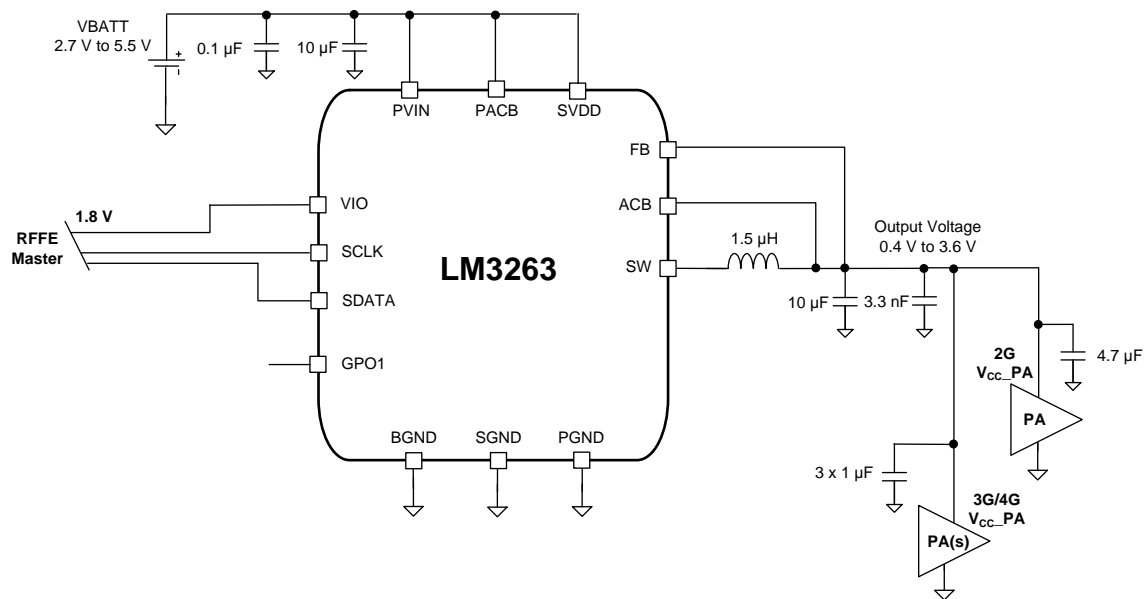 VBATT
2.7 V to 5.5 V
+
-
0.1 µF
10 µF
PVIN
PACB
SVDD
FB
VIO
ACB
1.8 V
RFFE
Master
Output Voltage
0.4 V to 3.6 V
1.5 µH
SCLK
LM3263
SW
SDATA
10 µF
3.3 nF
GPO1
2G
VCC_PA
4.7 µF
PA
BGND
SGND
PGND
3 x 1 µF
3G/4G
VCC_PA
PA(s)